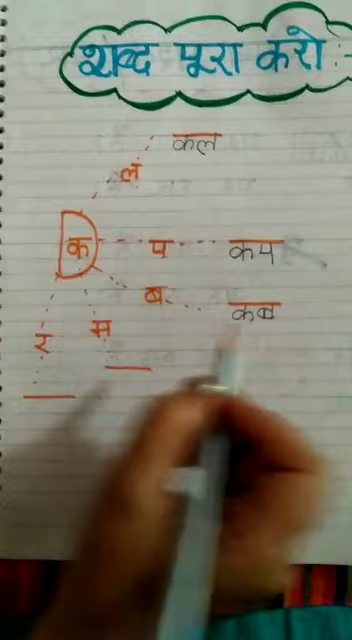 शब्द पूरा करो :-
कल
ल
क प कप
ब कब
र म